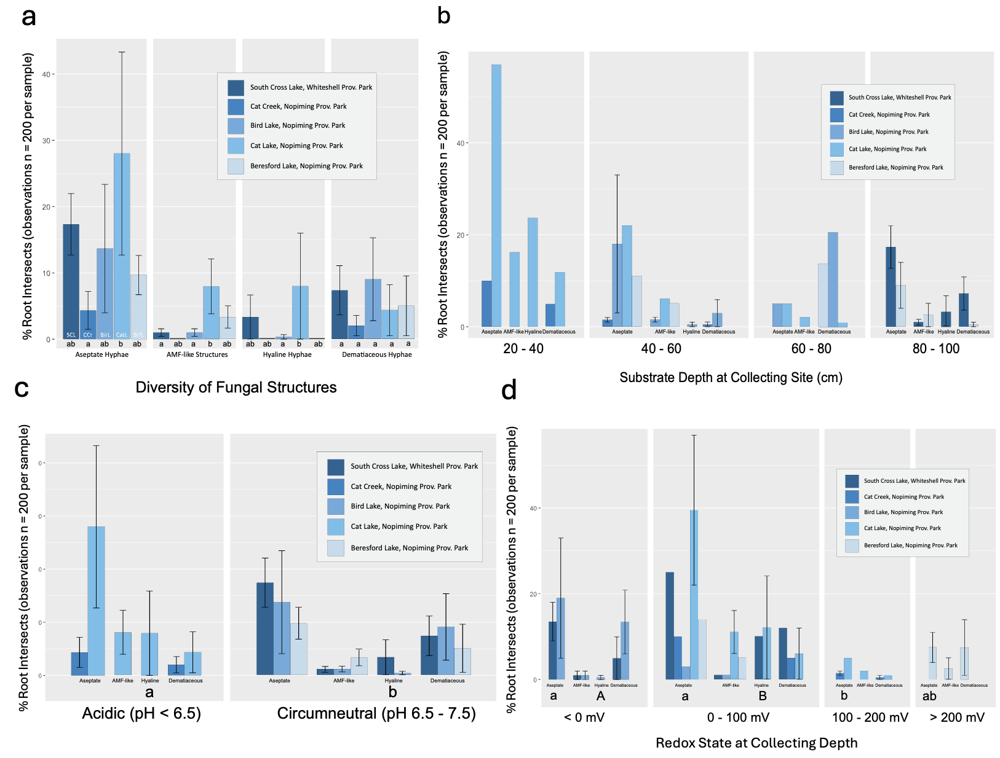 a
% Root Intersects (observations n = 200 per sample)
40
30
20
10
0
South Cross Lake, Whiteshell Prov. Park
Cat Creek, Nopiming Prov. Park
Bird Lake, Nopiming Prov. Park
Cat Lake, Nopiming Prov. Park
Beresford Lake, Nopiming Prov. Park
SCL CCr BirL CatL BrfL
ab a ab b ab a ab a b ab ab ab a b ab a a a a a
Aseptate Hyphae AMF-like Structures Hyaline Hyphae Dematiaceous Hyphae
Diversity of Fungal Structures
b
% Root Intersects (observations n = 200 per sample)
40
20
0
South Cross Lake, Whiteshell Prov. Park
Cat Creek, Nopiming Prov. Park
Bird Lake, Nopiming Prov. Park
Cat Lake, Nopiming Prov. Park
Beresford Lake, Nopiming Prov. Park
Aseptate AMF-like Hyaline Dematiaceous Aseptate AMF-like Hyaline Dematiaceous Aseptate AMF-like Dematiaceous Aseptate AMF-like Hyaline Dematiaceous
20 - 40 40 - 60 60 - 80 80 - 100
Substrate Depth at Collecting Site (cm)
c
% Root Intersects (observations n = 200 per sample)
0
0
0
0
0
South Cross Lake, Whiteshell Prov. Park
Cat Creek, Nopiming Prov. Park
Bird Lake, Nopiming Prov. Park
Cat Lake, Nopiming Prov. Park
Beresford Lake, Nopiming Prov. Park
Aseptate AMF-like Hyaline Dematiaceous Aseptate AMF-like Hyaline Dematiaceous
a b
Acidic (pH < 6.5) Circumneutral (pH 6.5 - 7.5)
d
% Root Intersects (observations n = 200 per sample)
40
20
0
South Cross Lake, Whiteshell Prov. Park
Cat Creek, Nopiming Prov. Park
Bird Lake, Nopiming Prov. Park
Cat Lake, Nopiming Prov. Park
Beresford Lake, Nopiming Prov. Park
Aseptate AMF-like Hyaline Dematiaceous Aseptate AMF-like Hyaline Dematiaceous Aseptate AMF-like Dematiaceous Aseptate AMF-like Dematiaceous
a A a B b ab
< 0 mV 0 - 100 mV 100 - 200 mV > 200 mV
Redox State at Collecting Depth